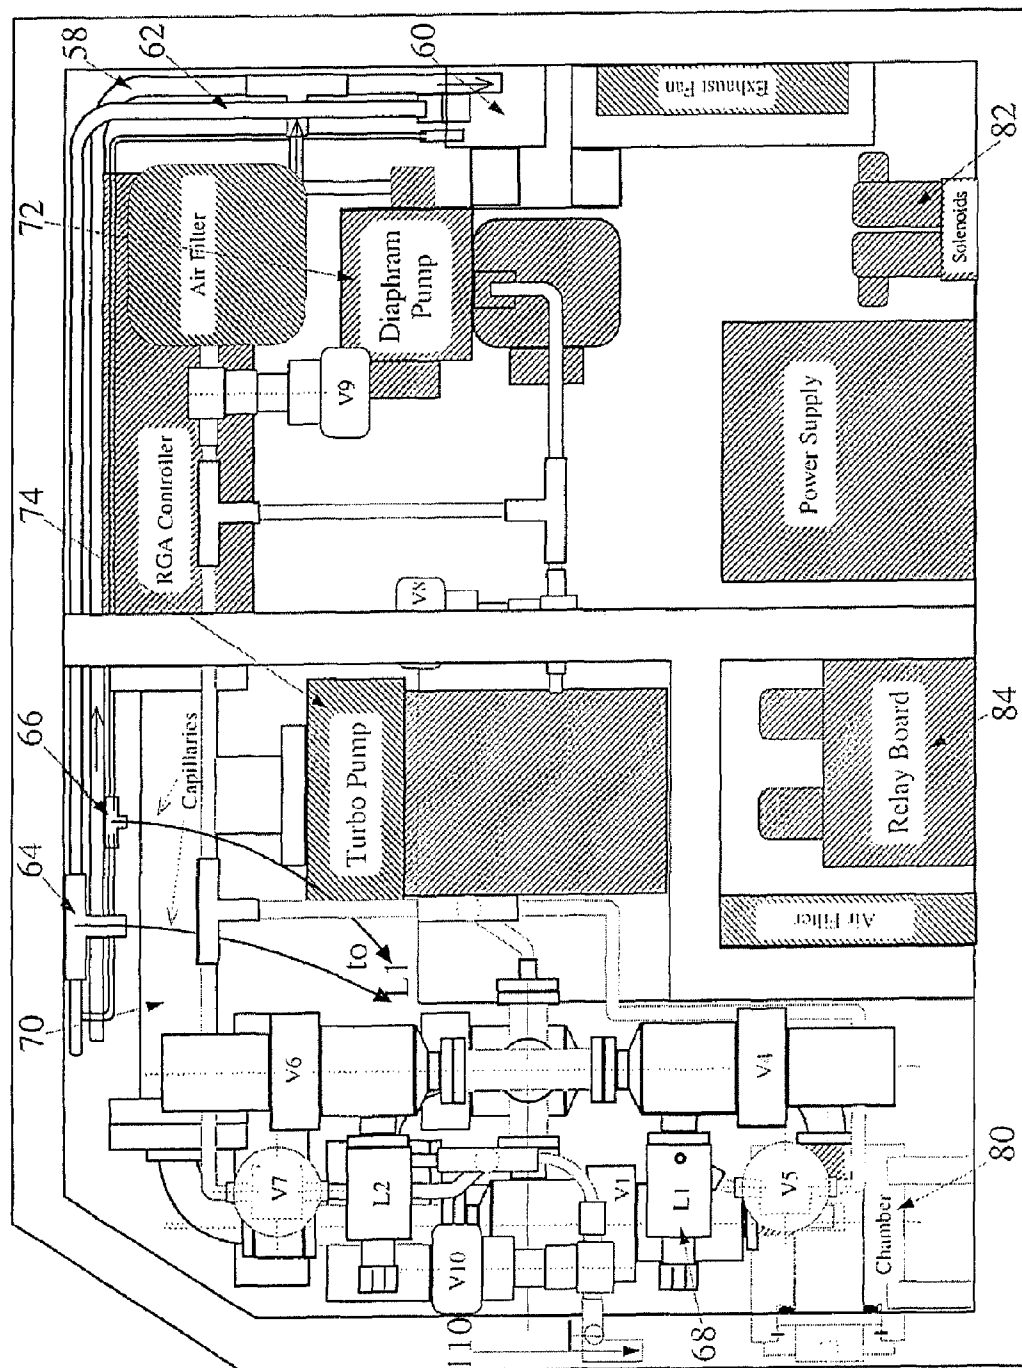 58
62
60
Exhaust Fan
82
72
Air Filter
Diaphram
Pump
Solenoids
V9
RGA Controller
Power Supply
74
V8
66
Capillaries
Turbo Pump
Relay Board
84
64
Air Filter
to
L1
70
V6
V4
V7
L2
V1
L1
V5
80
Chamber
V10
110
68